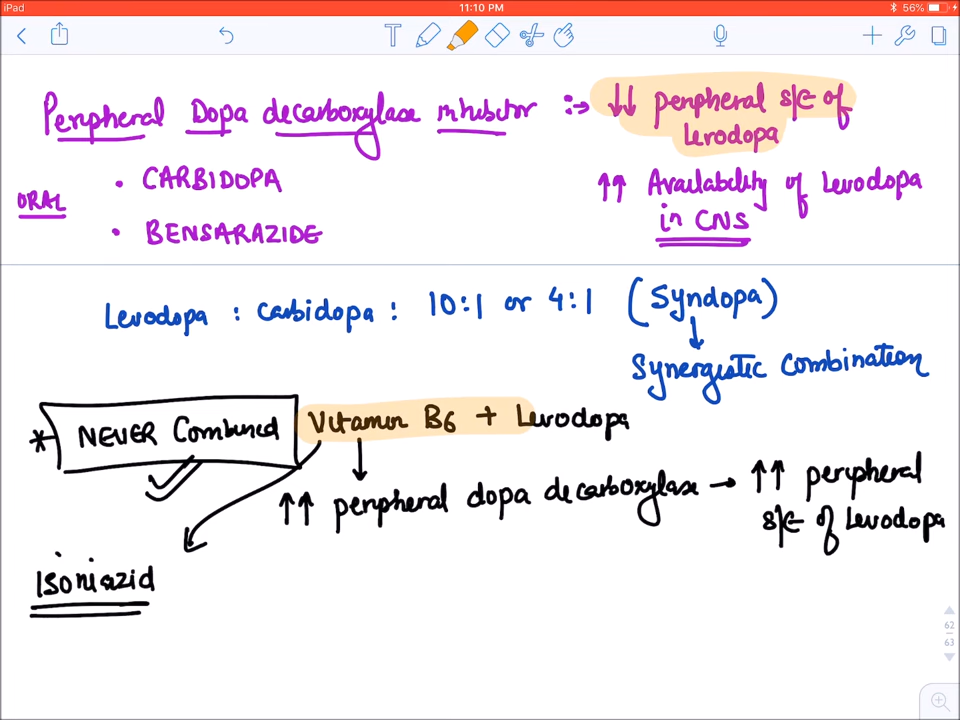 iPad 11:10 PM 56%
T
Peripheral Dopa decarboxylase inhibitor :→ ↓↓ peripheral s/E of
Levodopa
ORAL
• CARBIDOPA
↑↑ Availability of Levodopa
in CNS
• BENSARAZIDE
Levodopa : Carbidopa : 10:1 or 4:1 (Syndopa)
↓
Synergistic Combination
* NEVER Combined Vitamin B6 + Levodopa
↓
↑↑ peripheral dopa decarboxylase → ↑↑ peripheral
s/E of Levodopa
isoniazid
62
63